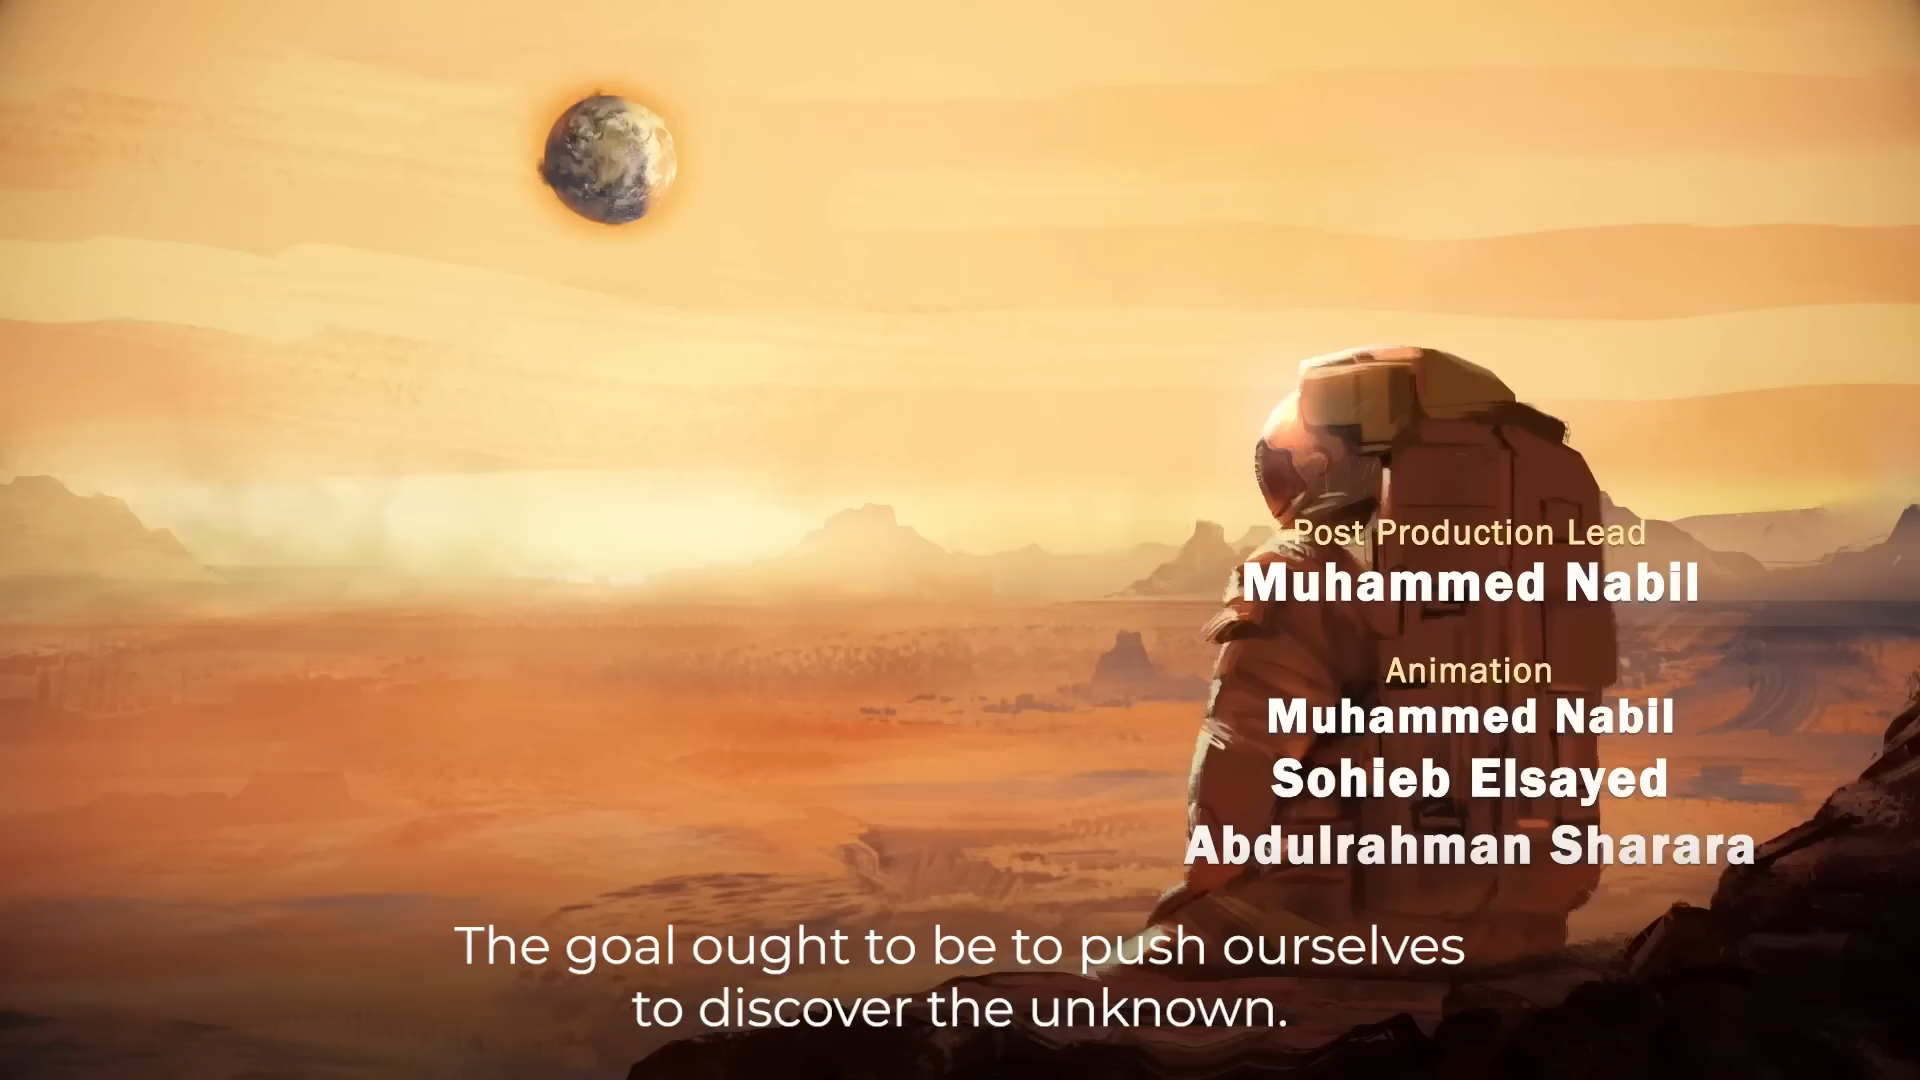 Post Production Lead
Muhammed Nabil
Animation
Muhammed Nabil
Sohieb Elsayed
Abdulrahman Sharara
The goal ought to be to push ourselves
to discover the unknown.